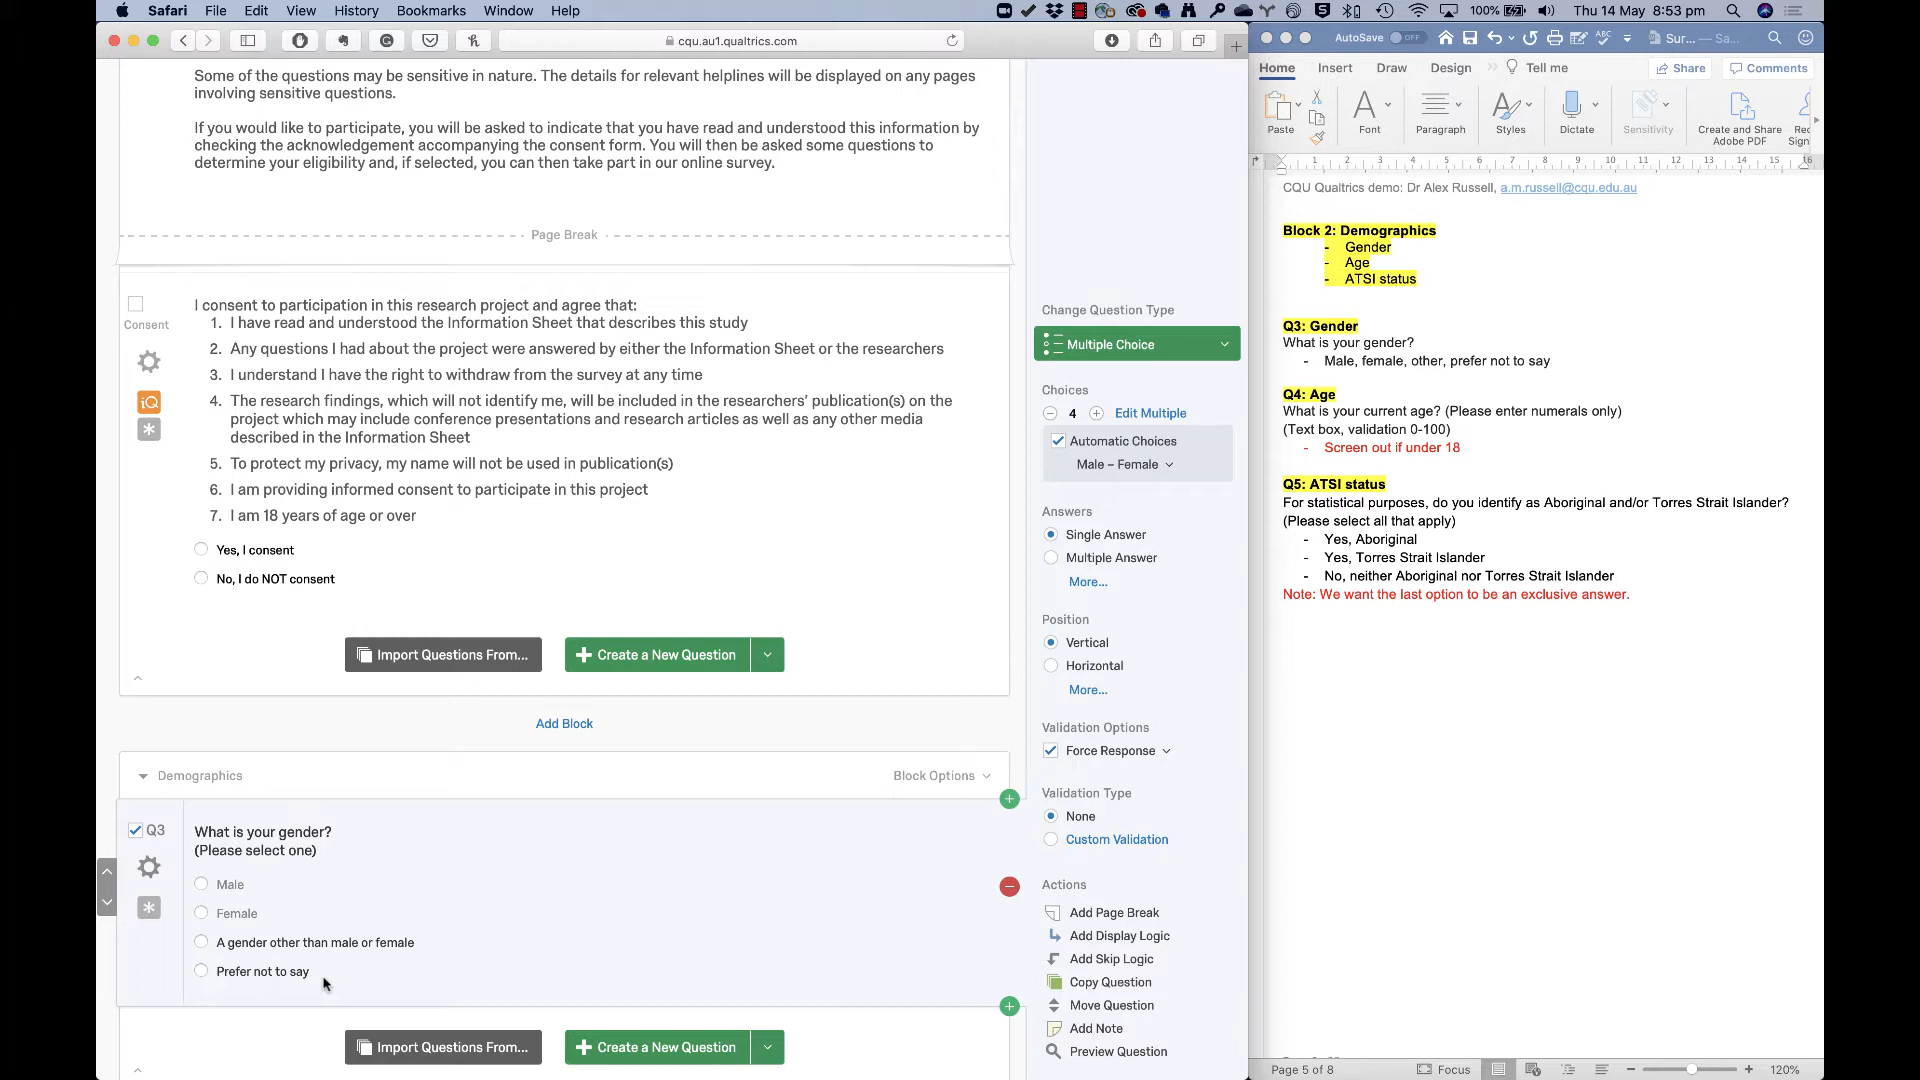 Safari File Edit View History Bookmarks Window Help
100% Thu 14 May 8:53 pm
cqu.au1.qualtrics.com
Some of the questions may be sensitive in nature. The details for relevant helplines will be displayed on any pages
involving sensitive questions.
If you would like to participate, you will be asked to indicate that you have read and understood this information by
checking the acknowledgement accompanying the consent form. You will then be asked some questions to
determine your eligibility and, if selected, you can then take part in our online survey.
Page Break
I consent to participation in this research project and agree that:
Consent
1. I have read and understood the Information Sheet that describes this study
2. Any questions I had about the project were answered by either the Information Sheet or the researchers
3. I understand I have the right to withdraw from the survey at any time
4. The research findings, which will not identify me, will be included in the researchers' publication(s) on the
project which may include conference presentations and research articles as well as any other media
described in the Information Sheet
iQ
5. To protect my privacy, my name will not be used in publication(s)
6. I am providing informed consent to participate in this project
7. I am 18 years of age or over
Yes, I consent
No, I do NOT consent
Import Questions From...
Create a New Question
Add Block
Demographics
Block Options
Q3
What is your gender?
(Please select one)
Male
Female
A gender other than male or female
Prefer not to say
Import Questions From...
Create a New Question
Change Question Type
Multiple Choice
Choices
4 Edit Multiple
Automatic Choices
Male – Female
Answers
Single Answer
Multiple Answer
More...
Position
Vertical
Horizontal
More...
Validation Options
Force Response
Validation Type
None
Custom Validation
Actions
Add Page Break
Add Display Logic
Add Skip Logic
Copy Question
Move Question
Add Note
Preview Question
AutoSave OFF
Sur... — Sa...
Home Insert Draw Design Tell me Share Comments
Paste Font Paragraph Styles Dictate Sensitivity
Create and Share
Adobe PDF
Rec
Sign
1 2 3 4 5 6 7 8 9 10 11 12 13 14 15 16
CQU Qualtrics demo: Dr Alex Russell, a.m.russell@cqu.edu.au
Block 2: Demographics
- Gender
- Age
- ATSI status
Q3: Gender
What is your gender?
- Male, female, other, prefer not to say
Q4: Age
What is your current age? (Please enter numerals only)
(Text box, validation 0-100)
- Screen out if under 18
Q5: ATSI status
For statistical purposes, do you identify as Aboriginal and/or Torres Strait Islander?
(Please select all that apply)
- Yes, Aboriginal
- Yes, Torres Strait Islander
- No, neither Aboriginal nor Torres Strait Islander
Note: We want the last option to be an exclusive answer.
Page 5 of 8
Focus
120%